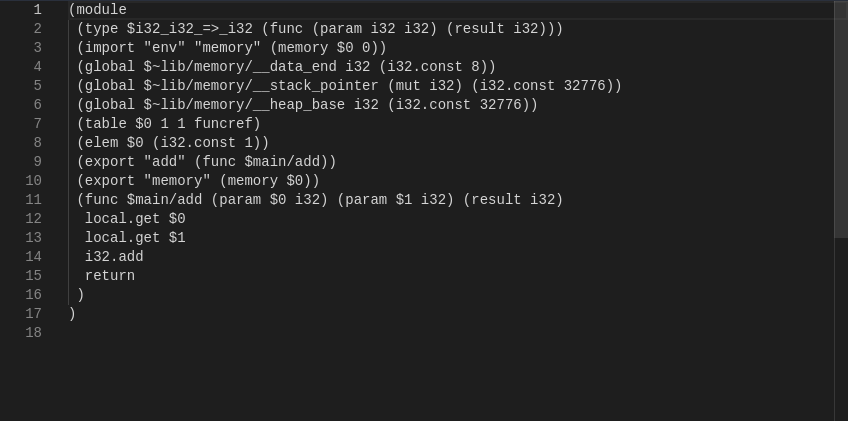 1 (module
2 (type $i32_i32_=>_i32 (func (param i32 i32) (result i32)))
3 (import "env" "memory" (memory $0 0))
4 (global $~lib/memory/__data_end i32 (i32.const 8))
5 (global $~lib/memory/__stack_pointer (mut i32) (i32.const 32776))
6 (global $~lib/memory/__heap_base i32 (i32.const 32776))
7 (table $0 1 1 funcref)
8 (elem $0 (i32.const 1))
9 (export "add" (func $main/add))
10 (export "memory" (memory $0))
11 (func $main/add (param $0 i32) (param $1 i32) (result i32)
12 local.get $0
13 local.get $1
14 i32.add
15 return
16 )
17 )
18